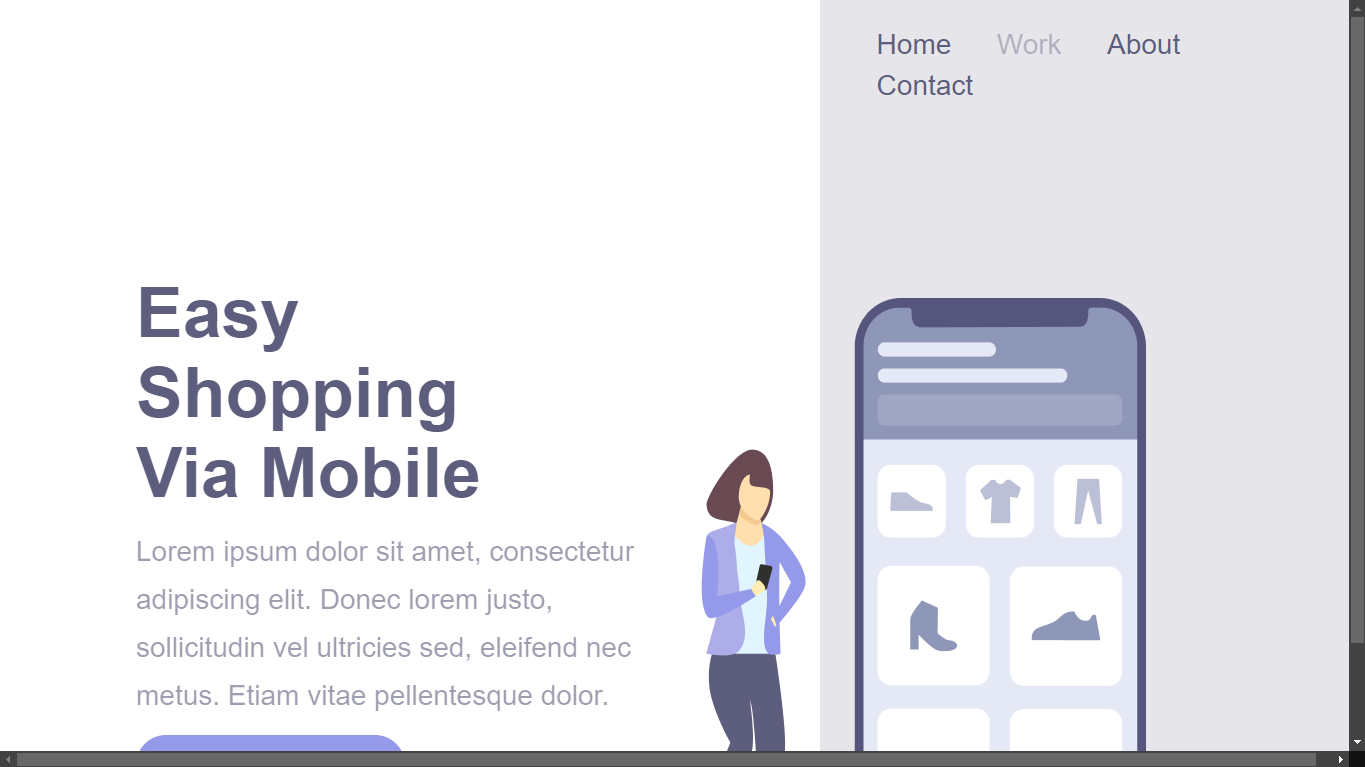 Home Work About
Contact
Easy
Shopping
Via Mobile
Lorem ipsum dolor sit amet, consectetur
adipiscing elit. Donec lorem justo,
sollicitudin vel ultricies sed, eleifend nec
metus. Etiam vitae pellentesque dolor.